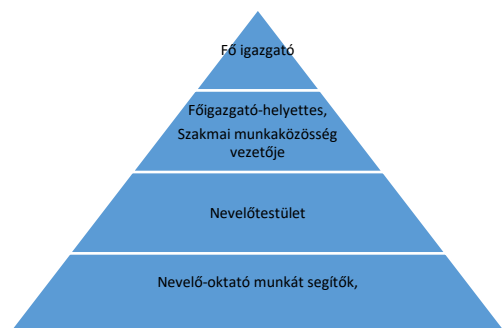 Fő igazgató
Főigazgató-helyettes,
Szakmai munkaközösség
vezetője
Nevelőtestület
Nevelő-oktató munkát segítők,